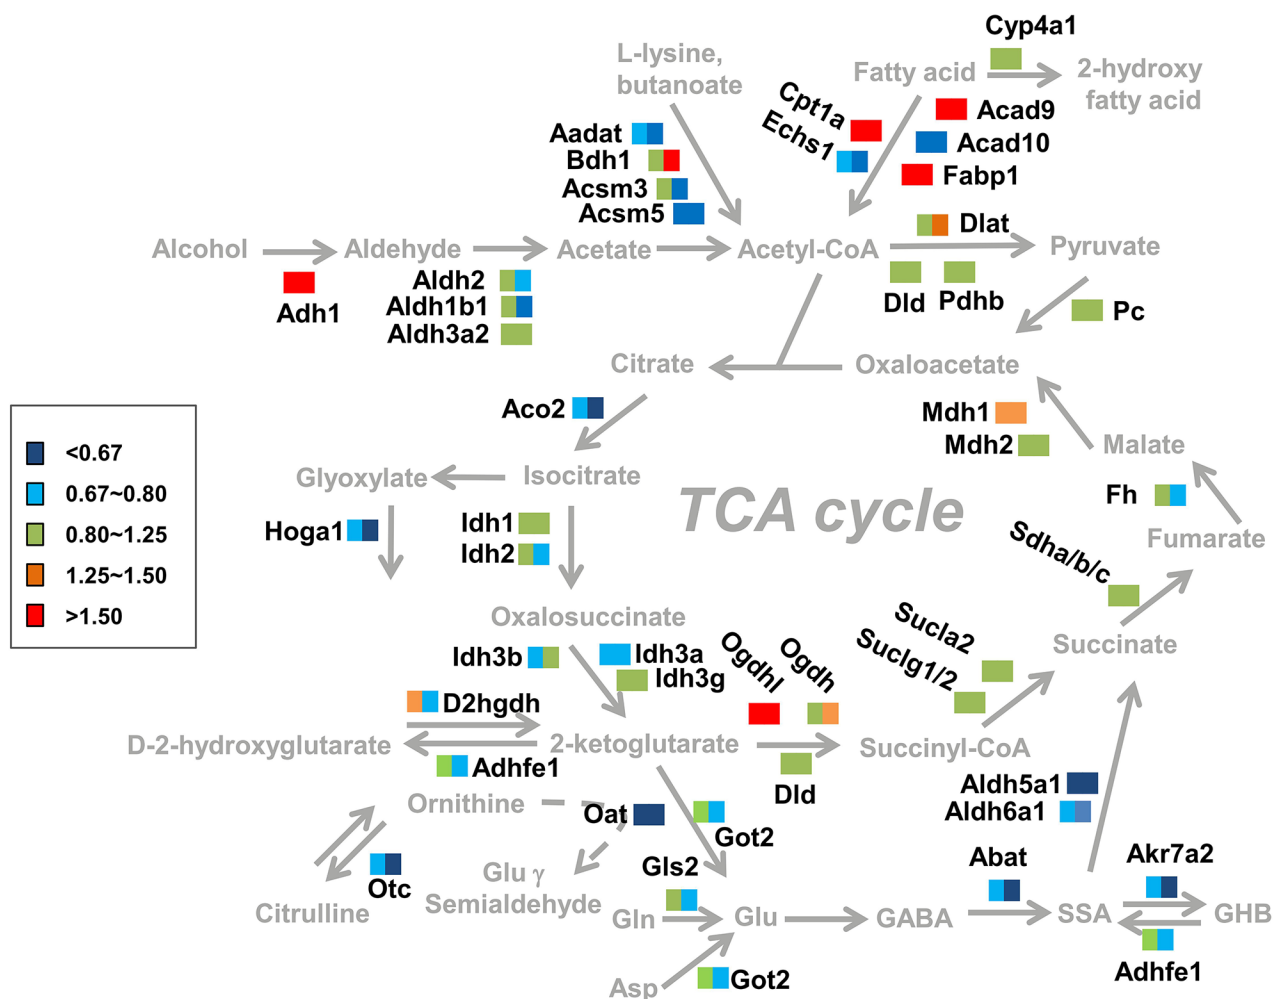 Cyp4a1
L-lysine,
butanoate
Fatty acid
2-hydroxy
fatty acid
Cpt1a
Echs1
Acad9
Acad10
Fabp1
Aadat
Bdh1
Acsm3
Acsm5
Alcohol
Aldehyde
Acetate
Acetyl-CoA
Dlat
Pyruvate
Adh1
Aldh2
Aldh1b1
Aldh3a2
Dld
Pdhb
Pc
Citrate
Oxaloacetate
Aco2
Mdh1
Mdh2
Malate
<0.67
0.67~0.80
0.80~1.25
1.25~1.50
>1.50
Glyoxylate
Isocitrate
TCA cycle
Fh
Hoga1
Idh1
Idh2
Fumarate
Sdha/b/c
Oxalosuccinate
Succinate
Idh3b
Idh3a
Idh3g
Ogdhl
Ogdh
Sucla2
Suclg1/2
D2hgdh
D-2-hydroxyglutarate
2-ketoglutarate
Succinyl-CoA
Adhfe1
Dld
Aldh5a1
Aldh6a1
Ornithine
Oat
Got2
Otc
Citrulline
Glu γ
Semialdehyde
Gls2
Abat
Akr7a2
Gln
Glu
GABA
SSA
GHB
Adhfe1
Asp
Got2